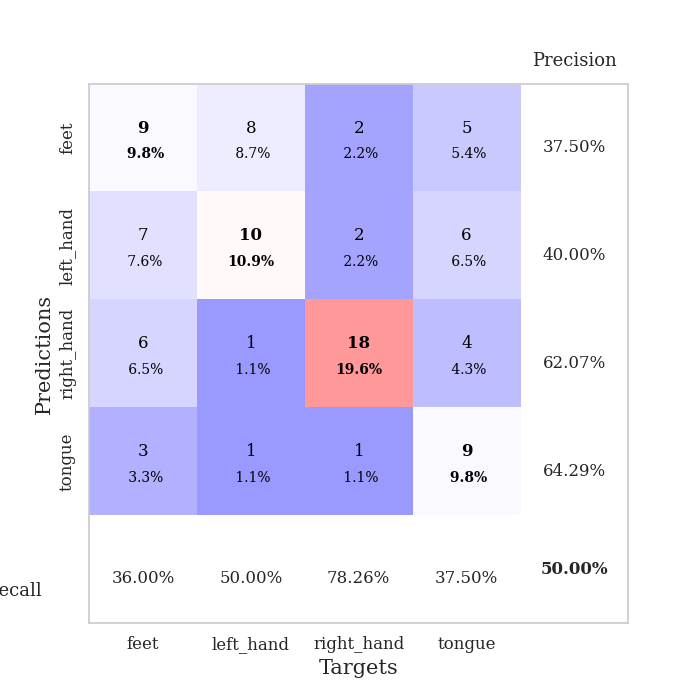 Precision
feet
9 8 2 5
9.8% 8.7% 2.2% 5.4%
37.50%
left_hand
7 10 2 6
7.6% 10.9% 2.2% 6.5%
40.00%
Predictions
right_hand
6 1 18 4
6.5% 1.1% 19.6% 4.3%
62.07%
tongue
3 1 1 9
3.3% 1.1% 1.1% 9.8%
64.29%
ecall
36.00% 50.00% 78.26% 37.50% 50.00%
feet left_hand right_hand tongue
Targets